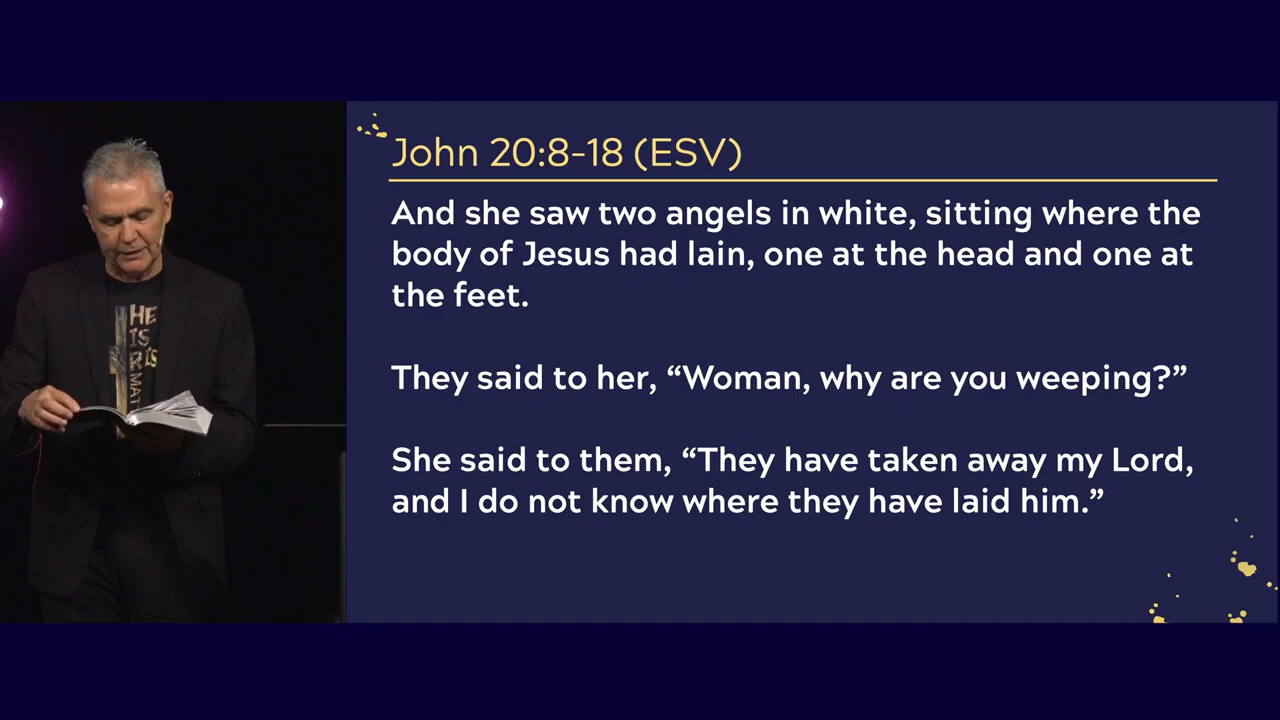 John 20:8-18 (ESV)
And she saw two angels in white, sitting where the
body of Jesus had lain, one at the head and one at
the feet.
They said to her, “Woman, why are you weeping?”
She said to them, “They have taken away my Lord,
and I do not know where they have laid him.”
HE
IS